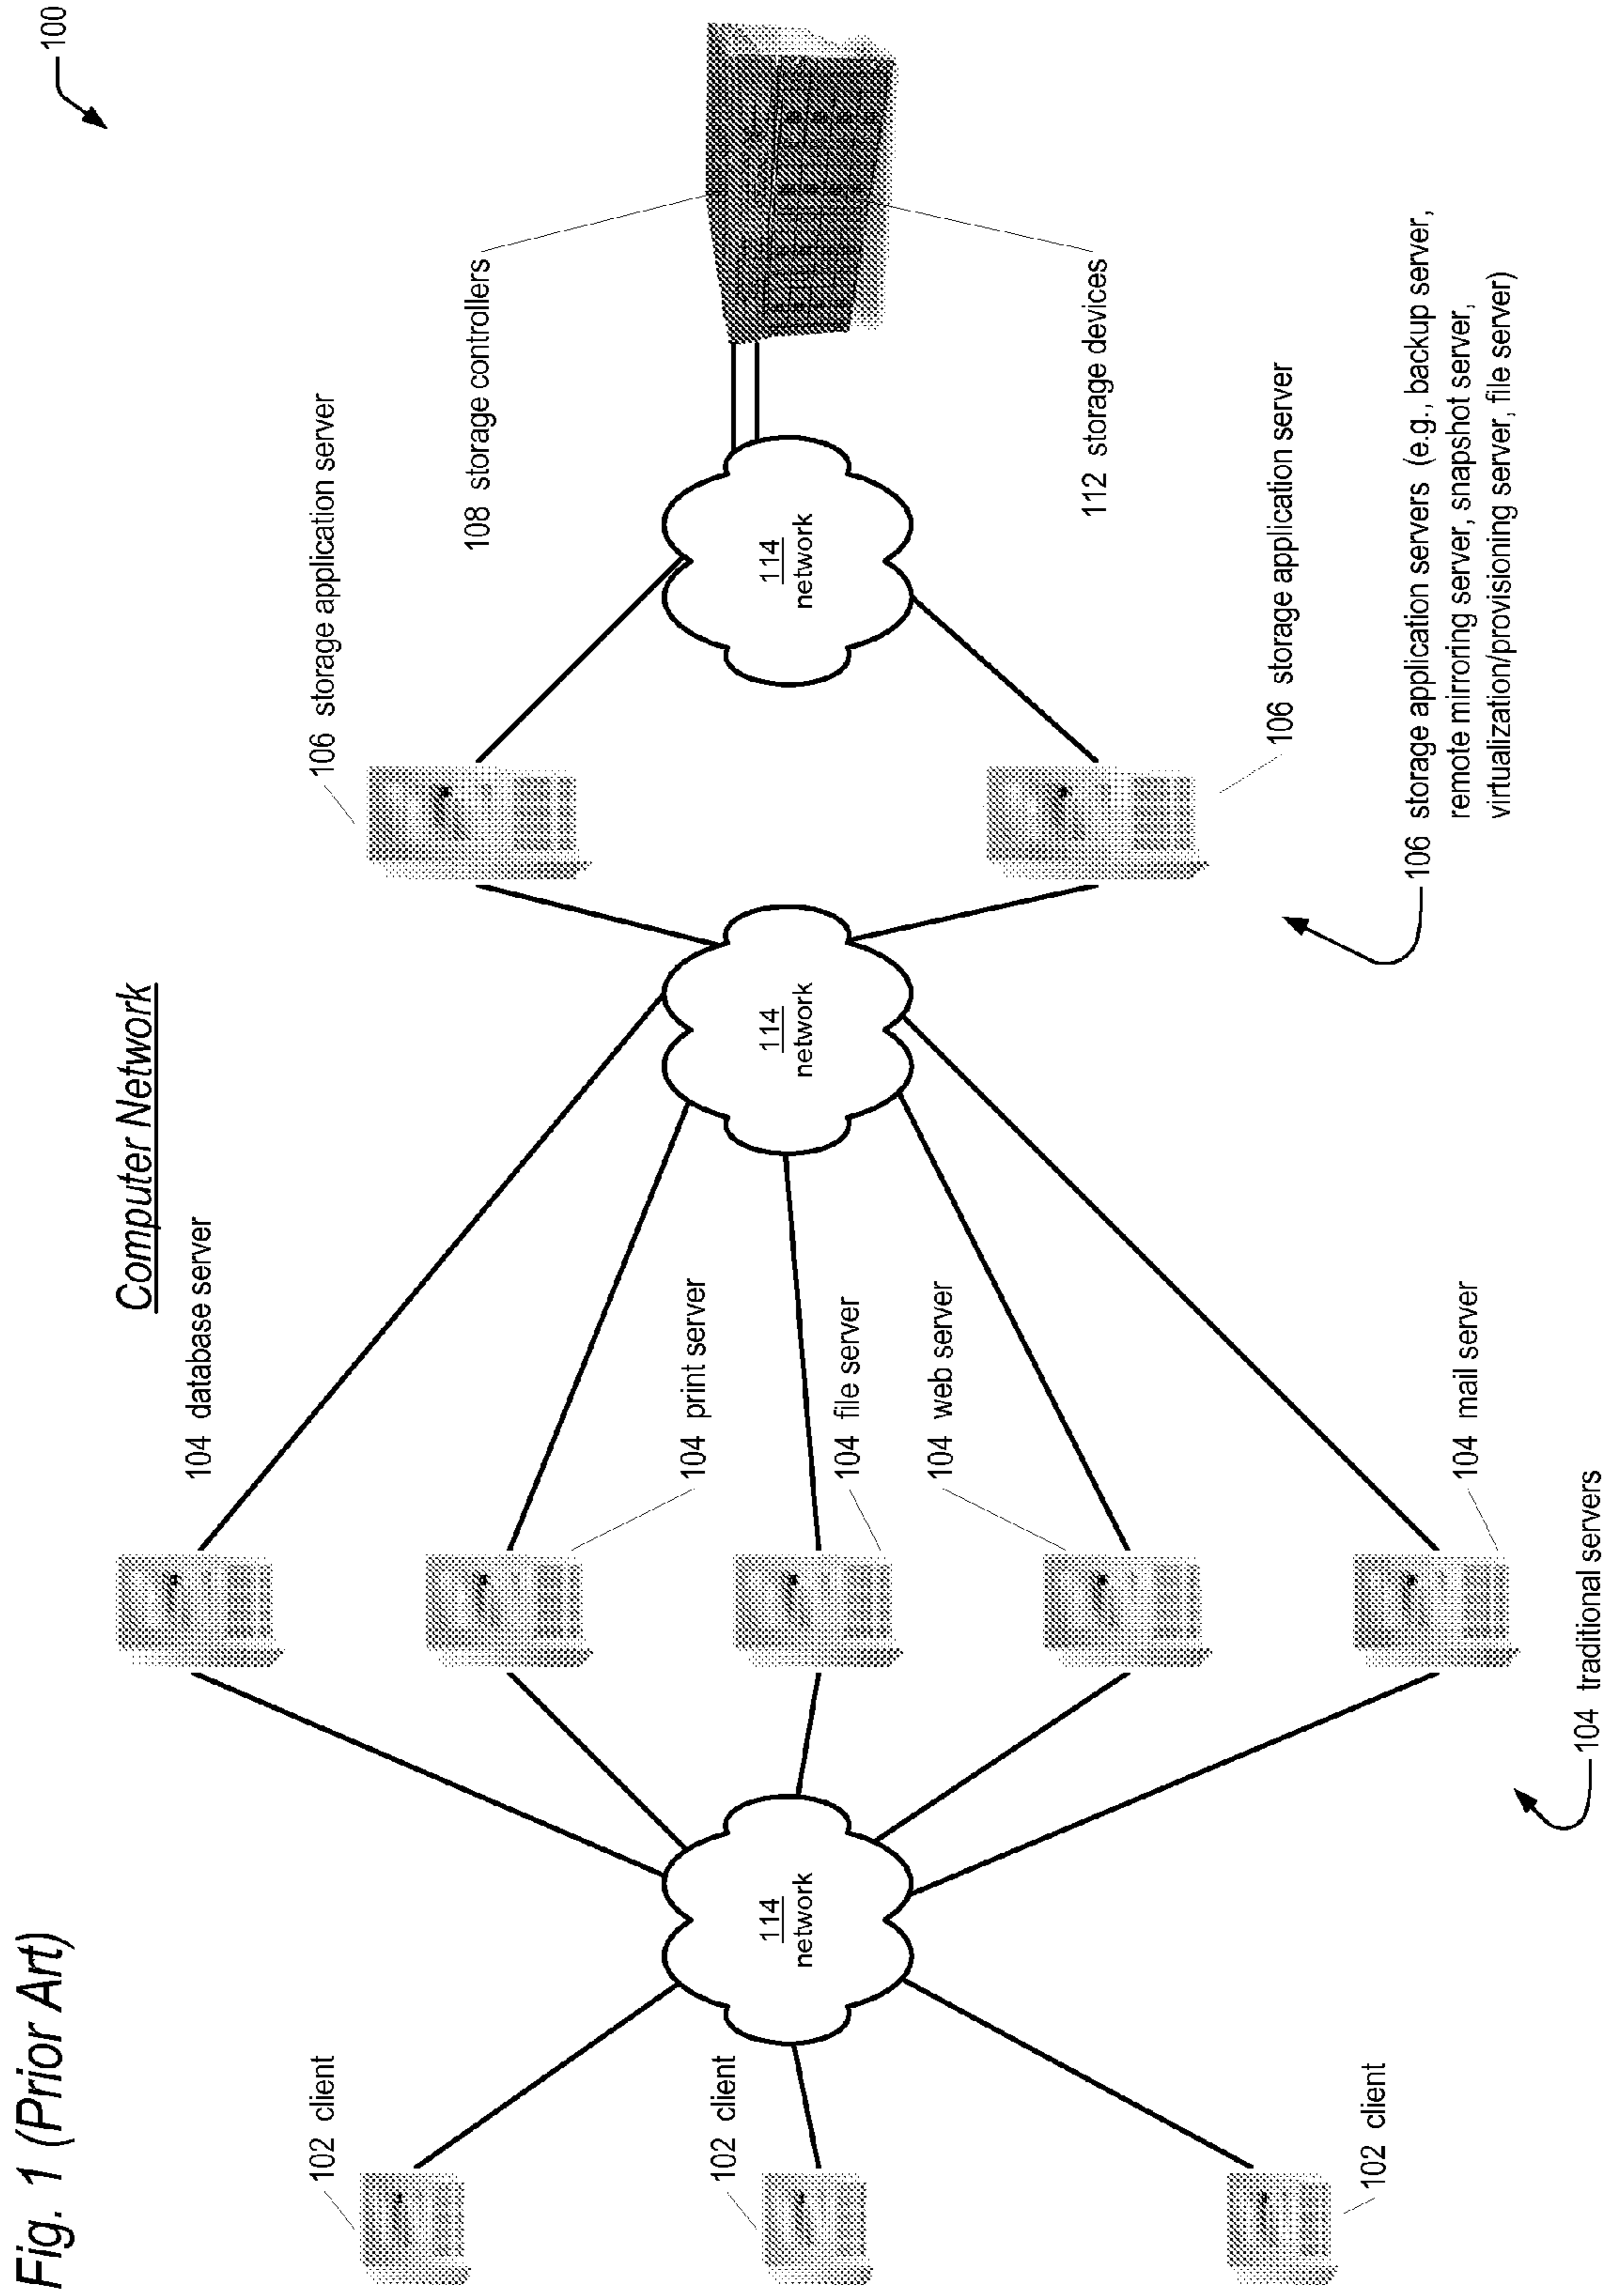 Fig. 1 (Prior Art)
Computer Network
100
102 client
102 client
102 client
114
network
104 database server
104 print server
104 file server
104 web server
104 mail server
104 traditional servers
114
network
106 storage application server
106 storage application server
106 storage application servers (e.g., backup server,
remote mirroring server, snapshot server,
virtualization/provisioning server, file server)
114
network
108 storage controllers
112 storage devices